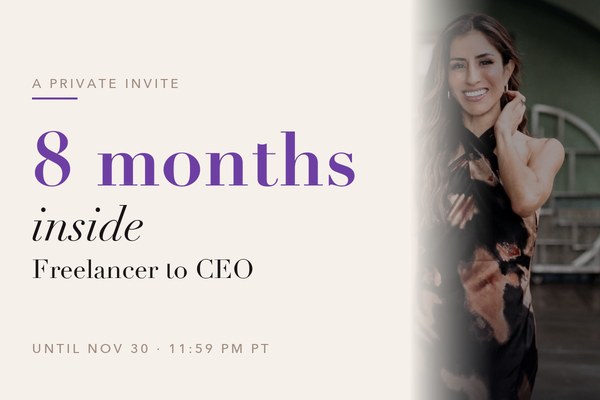 A PRIVATE INVITE
8 months
inside
Freelancer to CEO
UNTIL NOV 30 · 11:59 PM PT